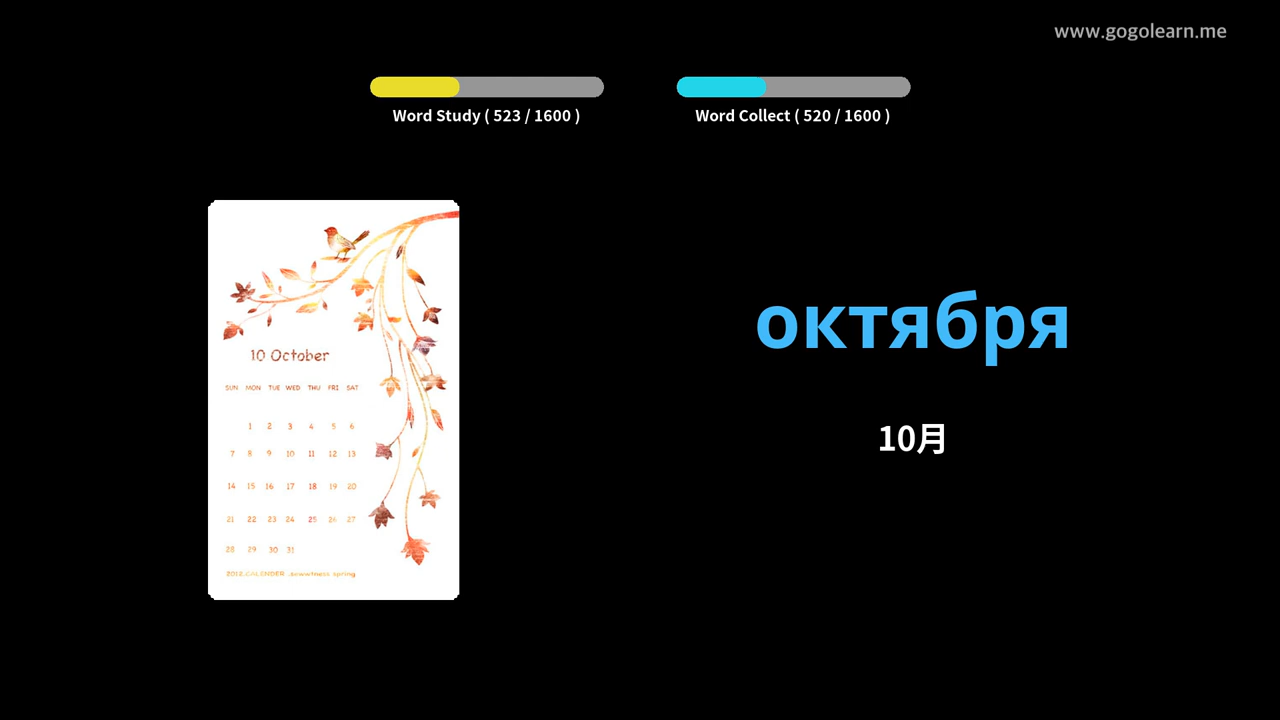 www.gogolearn.me
Word Study ( 523 / 1600 )
Word Collect ( 520 / 1600 )
10 October
SUN MON TUE WED THU FRI SAT
1 2 3 4 5 6
7 8 9 10 11 12 13
14 15 16 17 18 19 20
21 22 23 24 25 26 27
28 29 30 31
2012.CALENDER
октября
10月